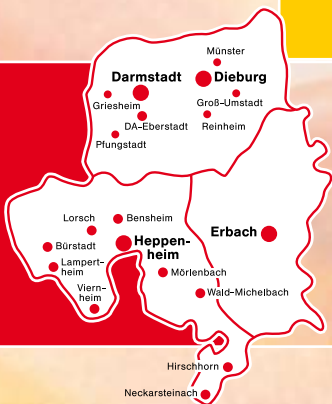 Münster
Darmstadt
Dieburg
Griesheim
Groß-Umstadt
DA-Eberstadt
Reinheim
Pfungstadt
Lorsch
Bensheim
Erbach
Bürstadt
Heppen-
heim
Lampert-
heim
Mörlenbach
Viern-
heim
Wald-Michelbach
Hirschhorn
Neckarsteinach